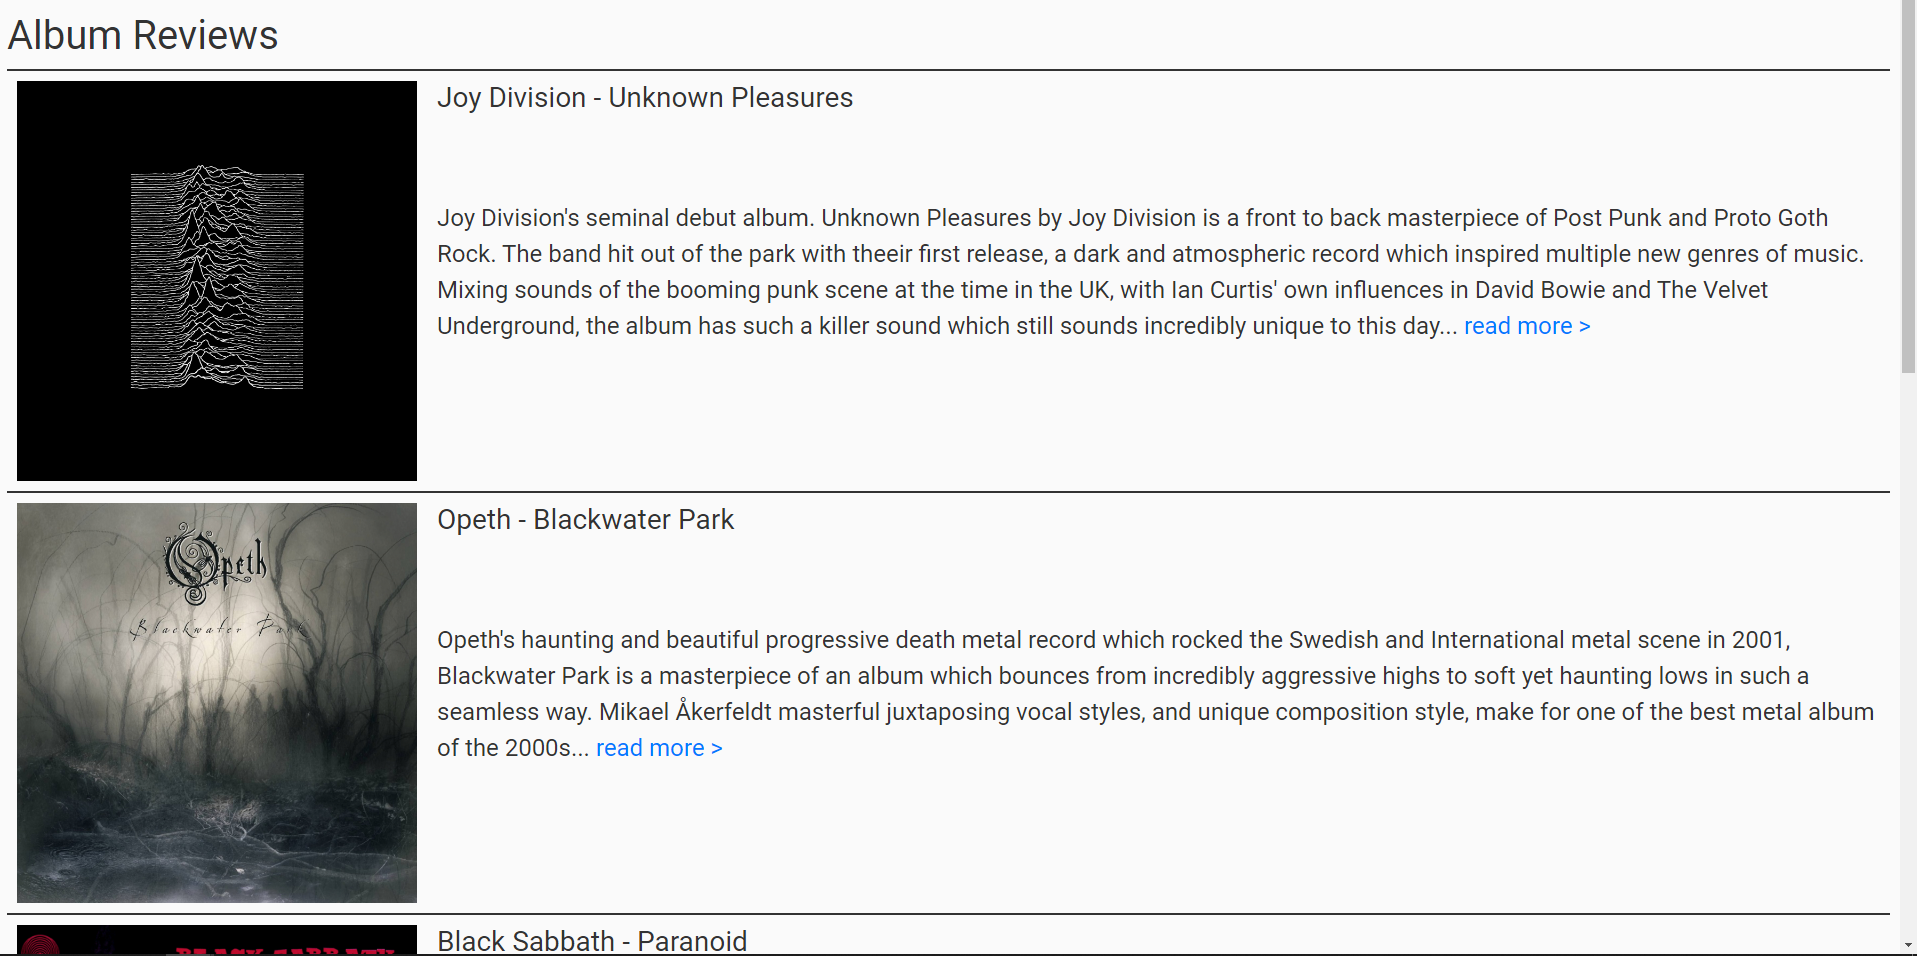 Album Reviews
Joy Division - Unknown Pleasures
Joy Division's seminal debut album. Unknown Pleasures by Joy Division is a front to back masterpiece of Post Punk and Proto Goth
Rock. The band hit out of the park with theeir first release, a dark and atmospheric record which inspired multiple new genres of music.
Mixing sounds of the booming punk scene at the time in the UK, with Ian Curtis' own influences in David Bowie and The Velvet
Underground, the album has such a killer sound which still sounds incredibly unique to this day... read more >
Opeth
Blackwater Park
Opeth - Blackwater Park
Opeth's haunting and beautiful progressive death metal record which rocked the Swedish and International metal scene in 2001,
Blackwater Park is a masterpiece of an album which bounces from incredibly aggressive highs to soft yet haunting lows in such a
seamless way. Mikael Åkerfeldt masterful juxtaposing vocal styles, and unique composition style, make for one of the best metal album
of the 2000s... read more >
BLACK SABBATH
Black Sabbath - Paranoid